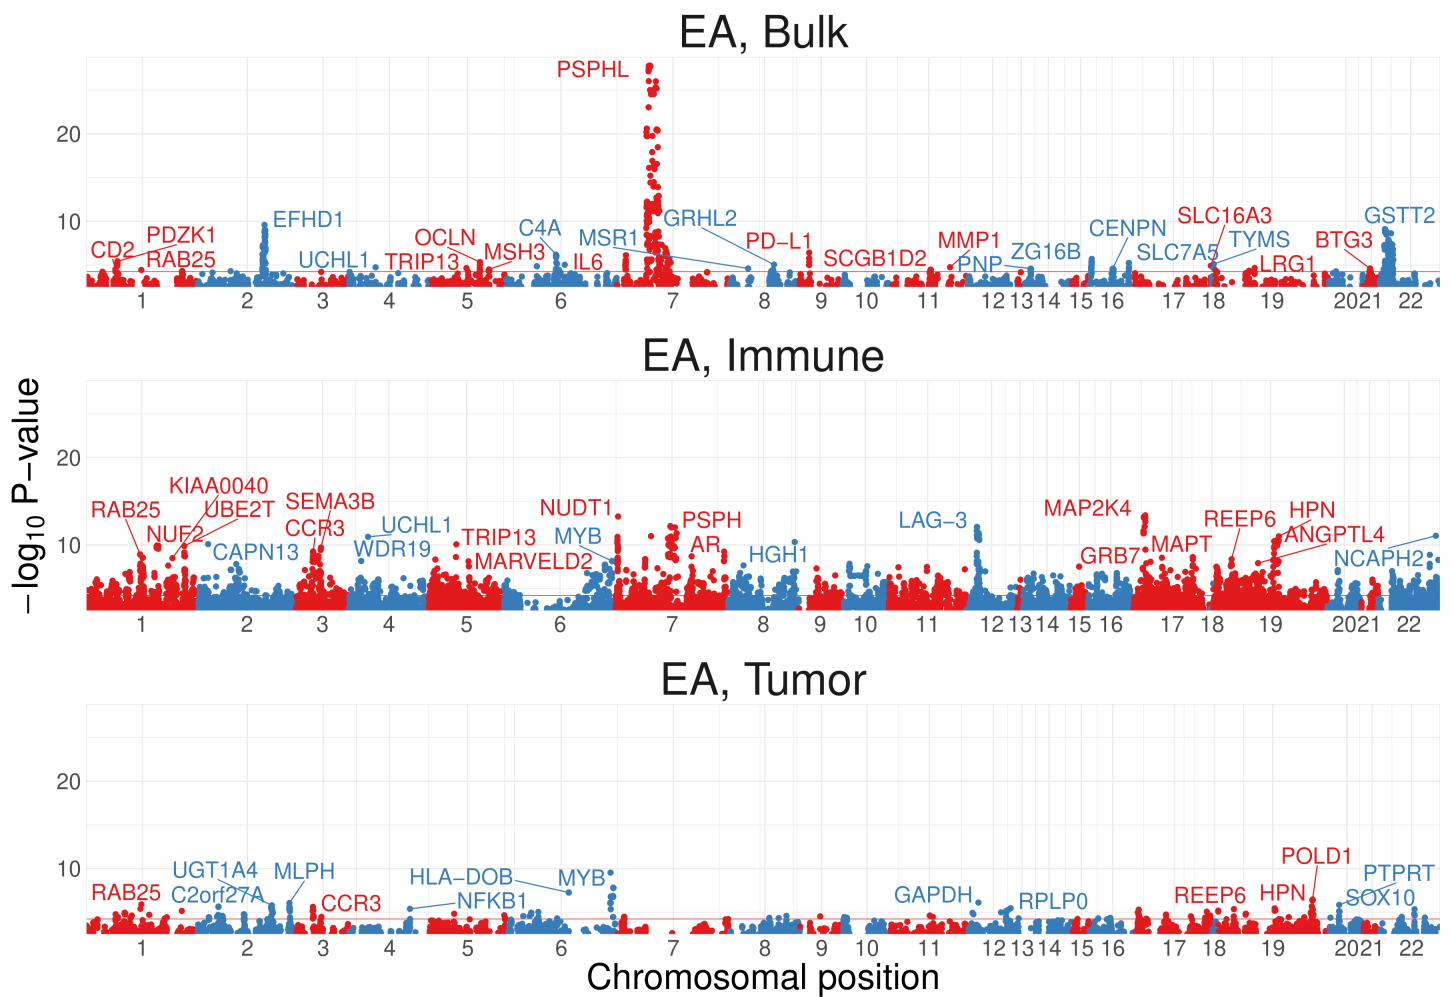 EA, Bulk
PSPHL
20
10
CD2
PDZK1
RAB25
EFHD1
UCHL1
TRIP13
OCLN
MSH3
C4A
IL6
MSR1
GRHL2
PD−L1
SCGB1D2
MMP1
PNP
ZG16B
CENPN
SLC7A5
SLC16A3
TYMS
LRG1
BTG3
GSTT2
1 2 3 4 5 6 7 8 9 10 11 12 13 14 15 16 17 18 19 20 21 22
EA, Immune
−log10 P−value
20
10
RAB25
KIAA0040
NUF2
UBE2T
CAPN13
SEMA3B
CCR3
UCHL1
WDR19
TRIP13
MARVELD2
NUDT1
MYB
PSPH
AR
HGH1
LAG−3
MAP2K4
GRB7
MAPT
REEP6
HPN
ANGPTL4
NCAPH2
1 2 3 4 5 6 7 8 9 10 11 12 13 14 15 16 17 18 19 20 21 22
EA, Tumor
20
10
RAB25
UGT1A4
C2orf27A
MLPH
CCR3
HLA−DOB
NFKB1
MYB
GAPDH
RPLP0
REEP6
HPN
POLD1
PTPRT
SOX10
1 2 3 4 5 6 7 8 9 10 11 12 13 14 15 16 17 18 19 20 21 22
Chromosomal position